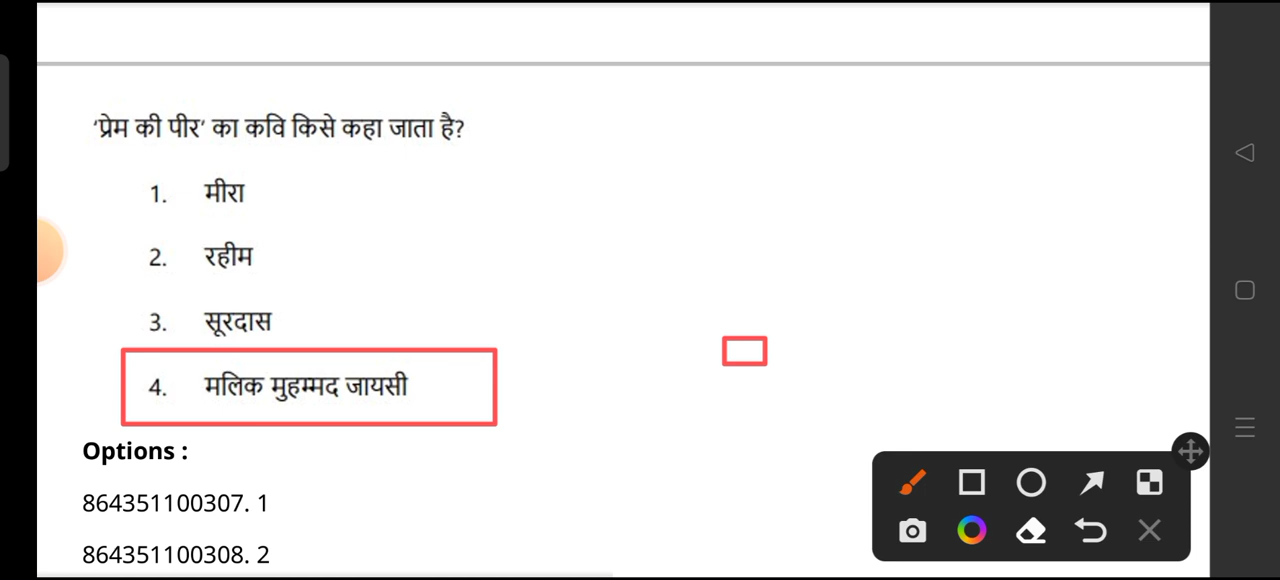 ‘प्रेम की पीर‘ का कवि किसे कहा जाता है?
1. मीरा
2. रहीम
3. सूरदास
4. मलिक मुहम्मद जायसी
Options :
864351100307. 1
864351100308. 2